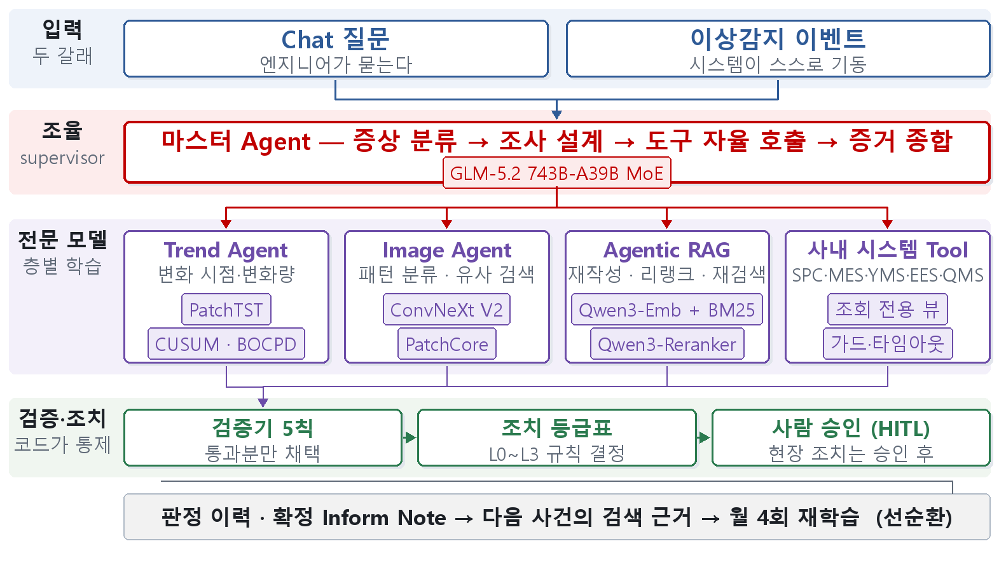 입력
두 갈래
Chat 질문
엔지니어가 묻는다
이상감지 이벤트
시스템이 스스로 기동
조율
supervisor
마스터 Agent — 증상 분류 → 조사 설계 → 도구 자율 호출 → 증거 종합
GLM-5.2 743B-A39B MoE
전문 모델
층별 학습
Trend Agent
변화 시점·변화량
PatchTST
CUSUM · BOCPD
Image Agent
패턴 분류 · 유사 검색
ConvNeXt V2
PatchCore
Agentic RAG
재작성 · 리랭크 · 재검색
Qwen3-Emb + BM25
Qwen3-Reranker
사내 시스템 Tool
SPC·MES·YMS·EES·QMS
조회 전용 뷰
가드·타임아웃
검증·조치
코드가 통제
검증기 5칙
통과분만 채택
조치 등급표
L0~L3 규칙 결정
사람 승인 (HITL)
현장 조치는 승인 후
판정 이력 · 확정 Inform Note → 다음 사건의 검색 근거 → 월 4회 재학습 (선순환)